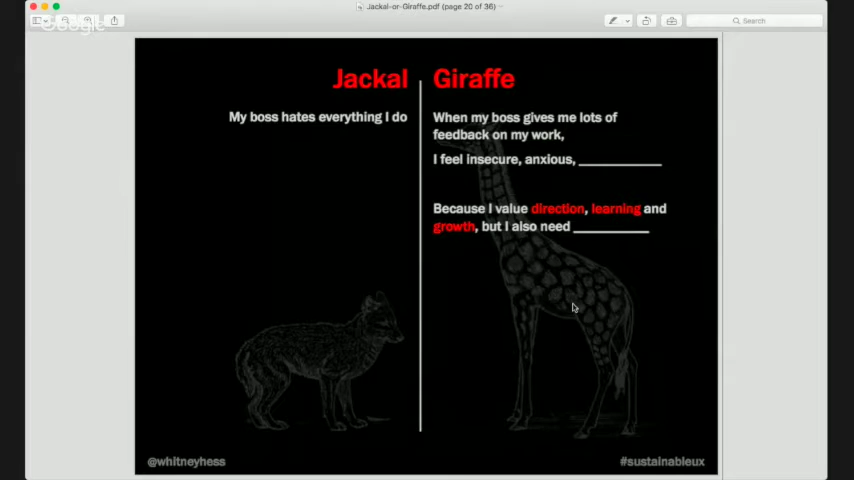 Jackal-or-Giraffe.pdf (page 20 of 36)
Google
Search
Jackal
Giraffe
My boss hates everything I do
When my boss gives me lots of
feedback on my work,
I feel insecure, anxious, ____________
Because I value direction, learning and
growth, but I also need ___________
@whitneyhess
#sustainableux